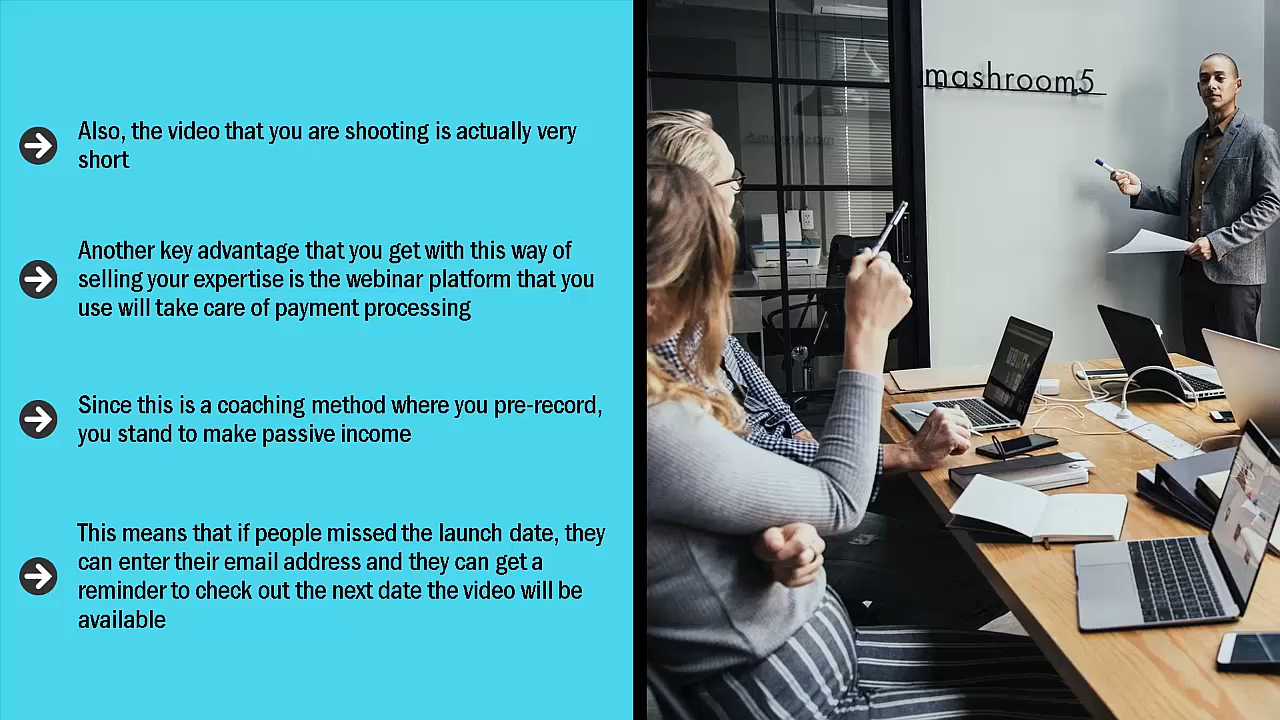 Also, the video that you are shooting is actually very
short
Another key advantage that you get with this way of
selling your expertise is the webinar platform that you
use will take care of payment processing
Since this is a coaching method where you pre-record,
you stand to make passive income
This means that if people missed the launch date, they
can enter their email address and they can get a
reminder to check out the next date the video will be
available
mashroom5